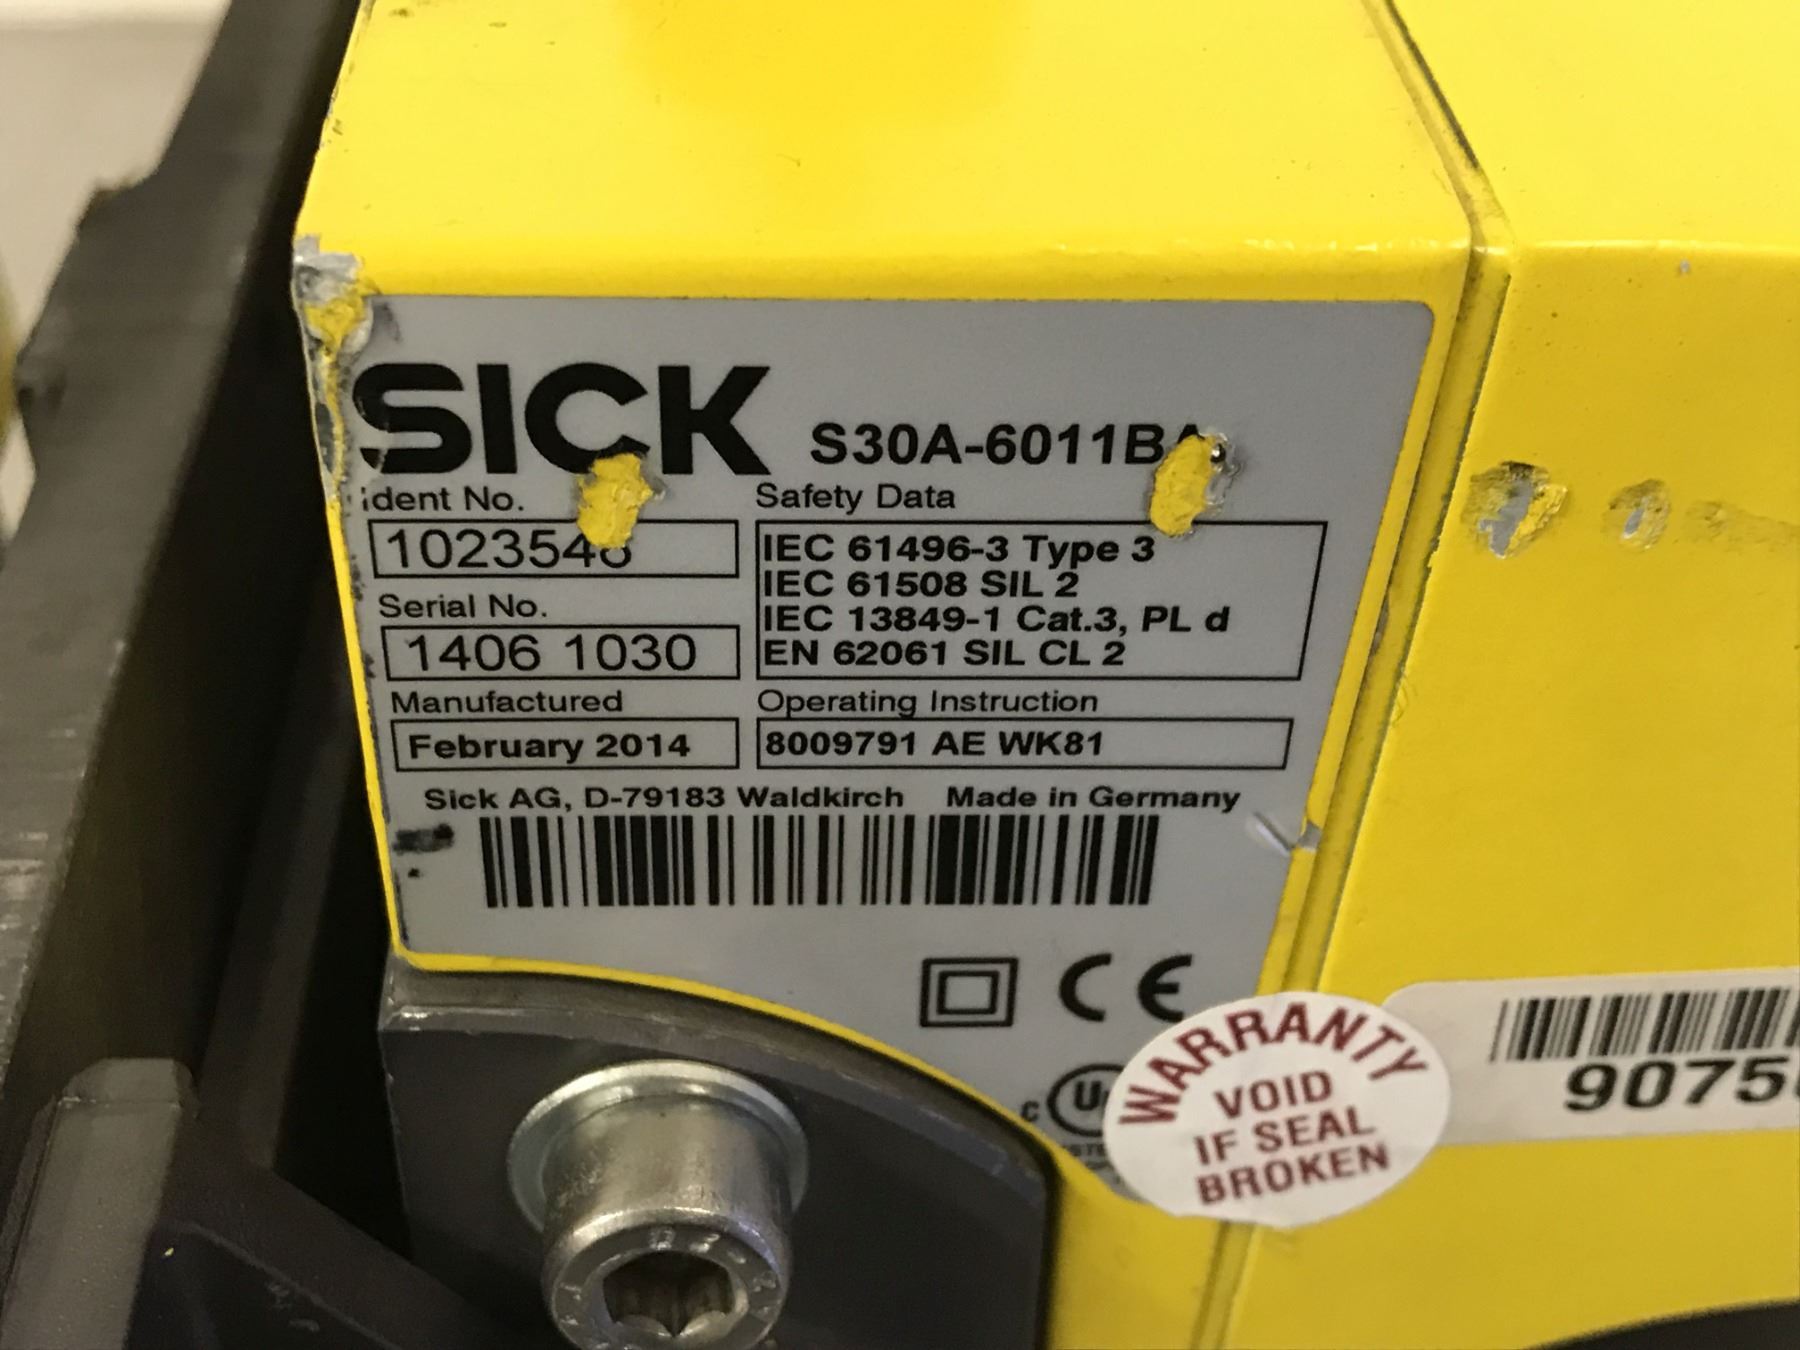 SICK S30A-6011BA
Ident No.
1023546
Safety Data
IEC 61496-3 Type 3
IEC 61508 SIL 2
IEC 13849-1 Cat.3, PL d
EN 62061 SIL CL 2
Serial No.
1406 1030
Manufactured
February 2014
Operating Instruction
8009791 AE WK81
Sick AG, D-79183 Waldkirch Made in Germany
CE
WARRANTY
VOID
IF SEAL
BROKEN
9075